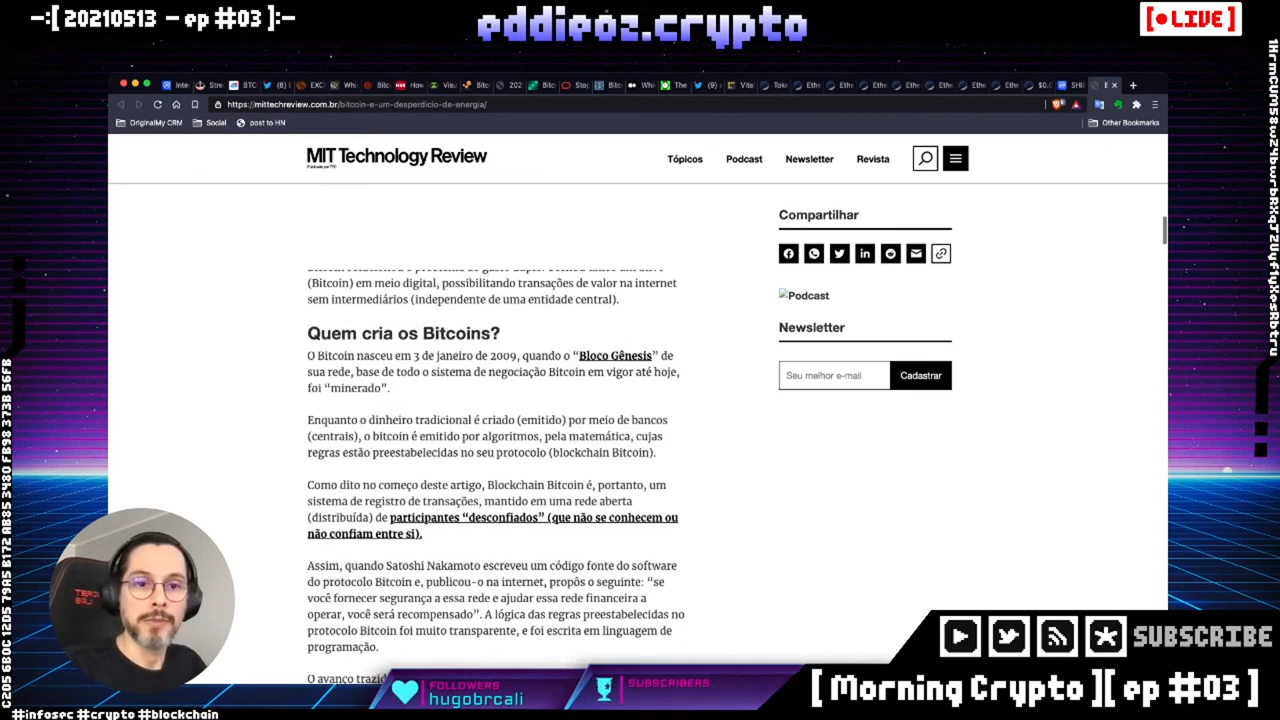 -:[ 20210513 - ep #03 ]:-
eddieoz.crypto
[•LIVE]
https://mittechreview.com.br/bitcoin-e-um-desperdicio-de-energia/
OriginalMy CRM
Social
post to HN
Other Bookmarks
MIT Technology Review
Tópicos
Podcast
Newsletter
Revista
Compartilhar
Podcast
Newsletter
Seu melhor e-mail
Cadastrar
(Bitcoin) em meio digital, possibilitando transações de valor na internet
sem intermediários (independente de uma entidade central).
Quem cria os Bitcoins?
O Bitcoin nasceu em 3 de janeiro de 2009, quando o “Bloco Gênesis” de
sua rede, base de todo o sistema de negociação Bitcoin em vigor até hoje,
foi “minerado”.
Enquanto o dinheiro tradicional é criado (emitido) por meio de bancos
(centrais), o bitcoin é emitido por algoritmos, pela matemática, cujas
regras estão preestabelecidas no seu protocolo (blockchain Bitcoin).
Como dito no começo deste artigo, Blockchain Bitcoin é, portanto, um
sistema de registro de transações, mantido em uma rede aberta
(distribuída) de participantes “desconfiados” (que não se conhecem ou
não confiam entre si).
Assim, quando Satoshi Nakamoto escreveu um código fonte do software
do protocolo Bitcoin e, publicou-o na internet, propôs o seguinte: “se
você fornecer segurança a essa rede e ajudar essa rede financeira a
operar, você será recompensado”. A lógica das regras preestabelecidas no
protocolo Bitcoin foi muito transparente, e foi escrita em linguagem de
programação.
SUBSCRIBE
FOLLOWERS
hugobrcali
SUBSCRIBERS
[ Morning Crypto ][ ep #03 ]
#infosec #crypto #blockchain